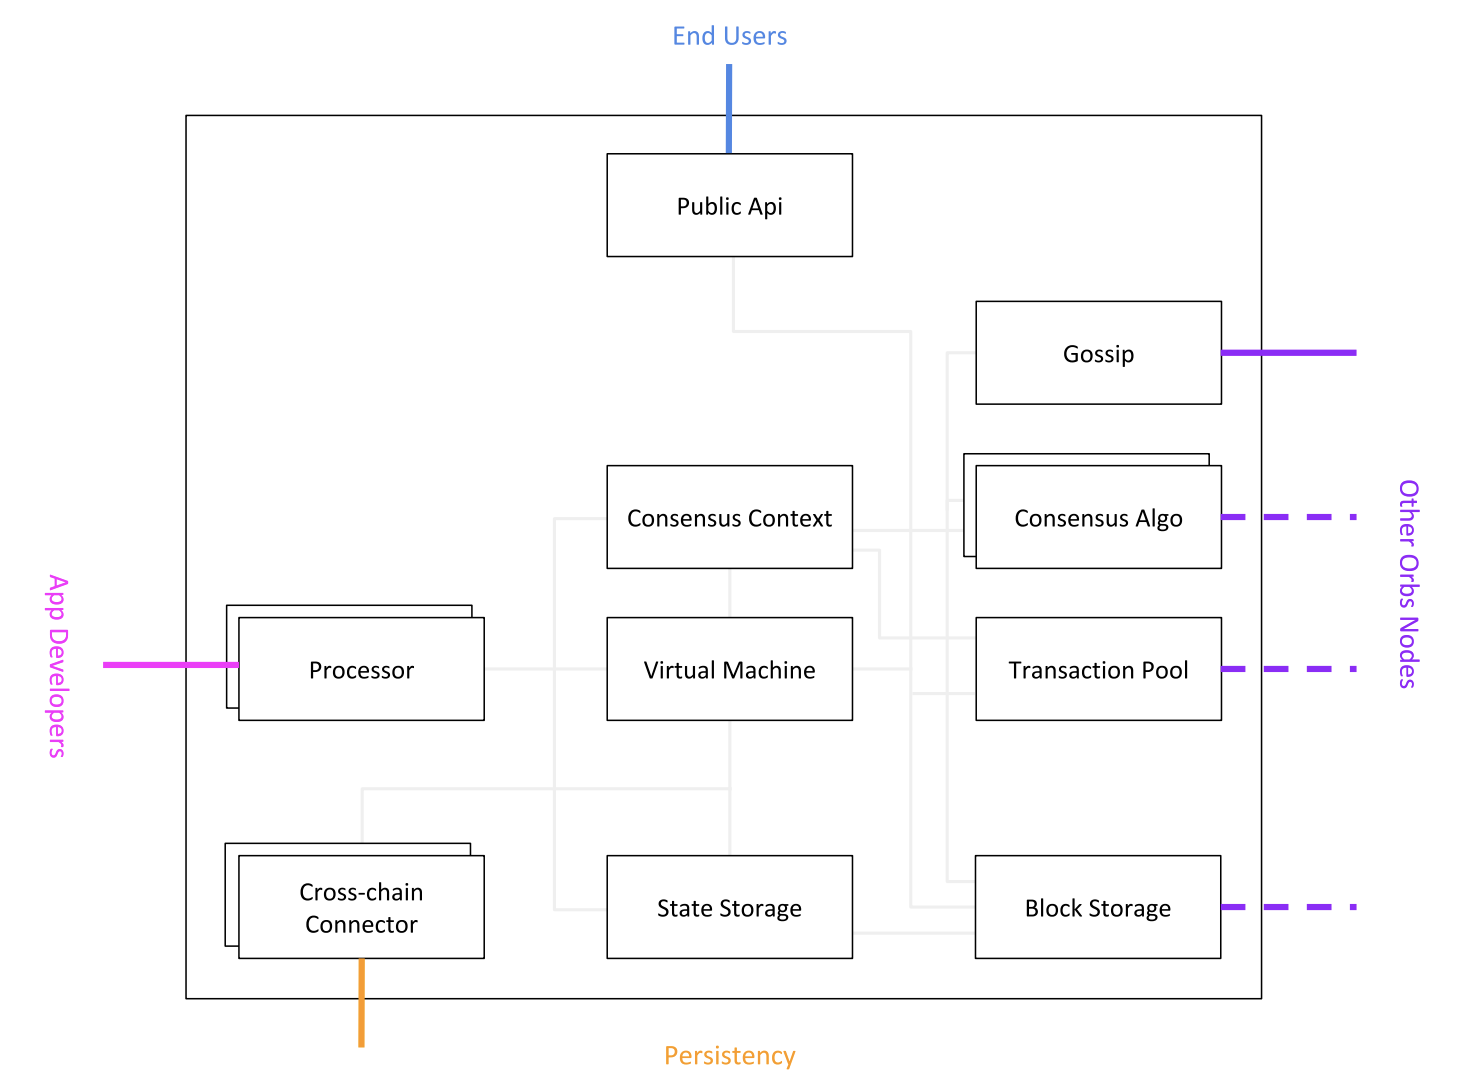 End Users
Public Api
Gossip
Consensus Context
Consensus Algo
Other Orbs Nodes
App Developers
Processor
Virtual Machine
Transaction Pool
Cross-chain
Connector
State Storage
Block Storage
Persistency